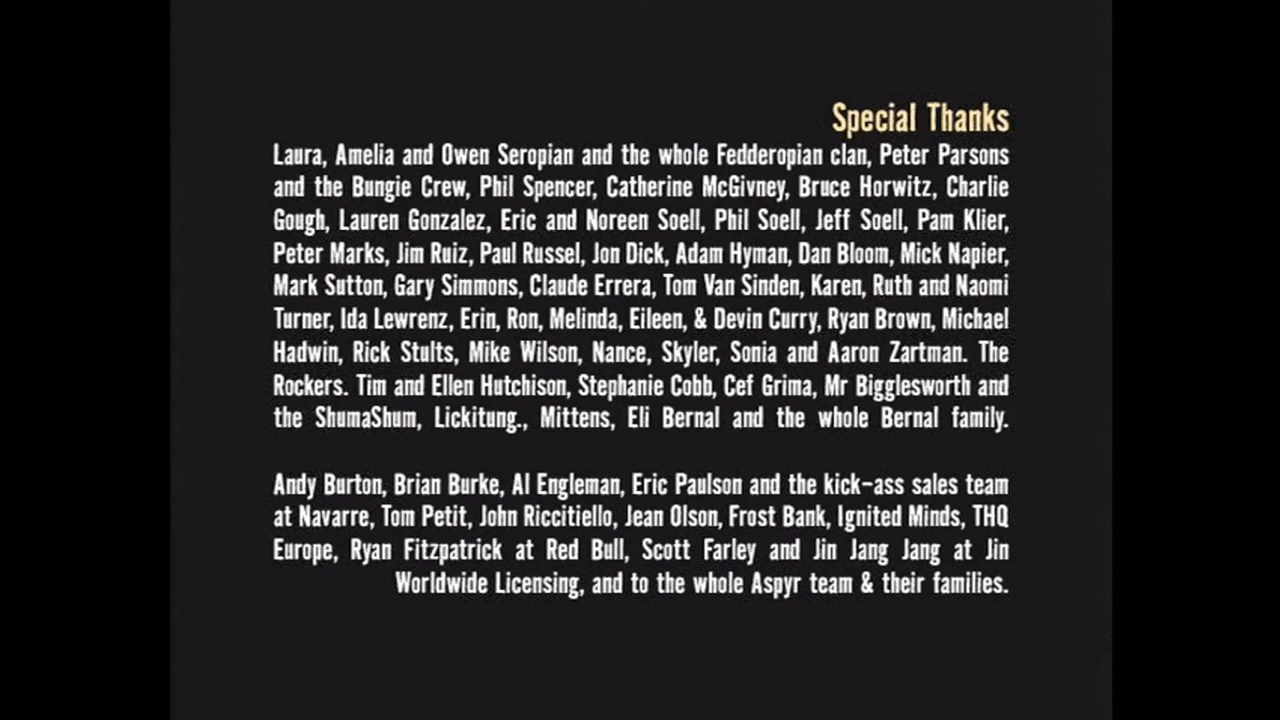 Special Thanks
Laura, Amelia and Owen Seropian and the whole Fedderopian clan, Peter Parsons
and the Bungie Crew, Phil Spencer, Catherine McGivney, Bruce Horwitz, Charlie
Gough, Lauren Gonzalez, Eric and Noreen Soell, Phil Soell, Jeff Soell, Pam Klier,
Peter Marks, Jim Ruiz, Paul Russel, Jon Dick, Adam Hyman, Dan Bloom, Mick Napier,
Mark Sutton, Gary Simmons, Claude Errera, Tom Van Sinden, Karen, Ruth and Naomi
Turner, Ida Lewrenz, Erin, Ron, Melinda, Eileen, & Devin Curry, Ryan Brown, Michael
Hadwin, Rick Stults, Mike Wilson, Nance, Skyler, Sonia and Aaron Zartman. The
Rockers. Tim and Ellen Hutchison, Stephanie Cobb, Cef Grima, Mr Bigglesworth and
the ShumaShum, Lickitung., Mittens, Eli Bernal and the whole Bernal family.
Andy Burton, Brian Burke, Al Engleman, Eric Paulson and the kick-ass sales team
at Navarre, Tom Petit, John Riccitiello, Jean Olson, Frost Bank, Ignited Minds, THQ
Europe, Ryan Fitzpatrick at Red Bull, Scott Farley and Jin Jang Jang at Jin
Worldwide Licensing, and to the whole Aspyr team & their families.